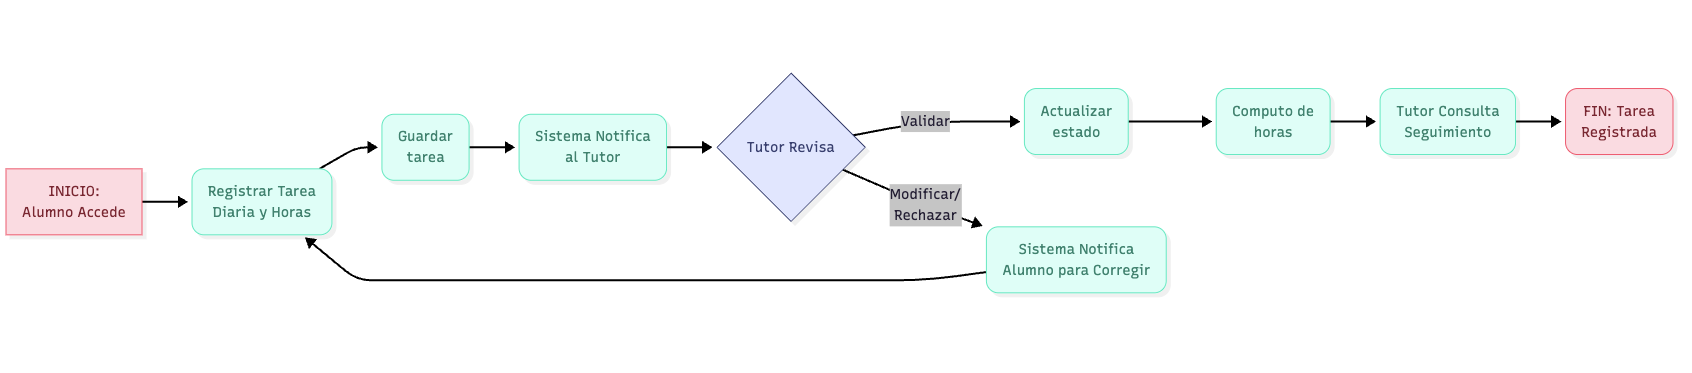 INICIO:
Alumno Accede
Registrar Tarea
Diaria y Horas
Guardar
tarea
Sistema Notifica
al Tutor
Tutor Revisa
Validar
Actualizar
estado
Computo de
horas
Tutor Consulta
Seguimiento
FIN: Tarea
Registrada
Modificar/
Rechazar
Sistema Notifica
Alumno para Corregir